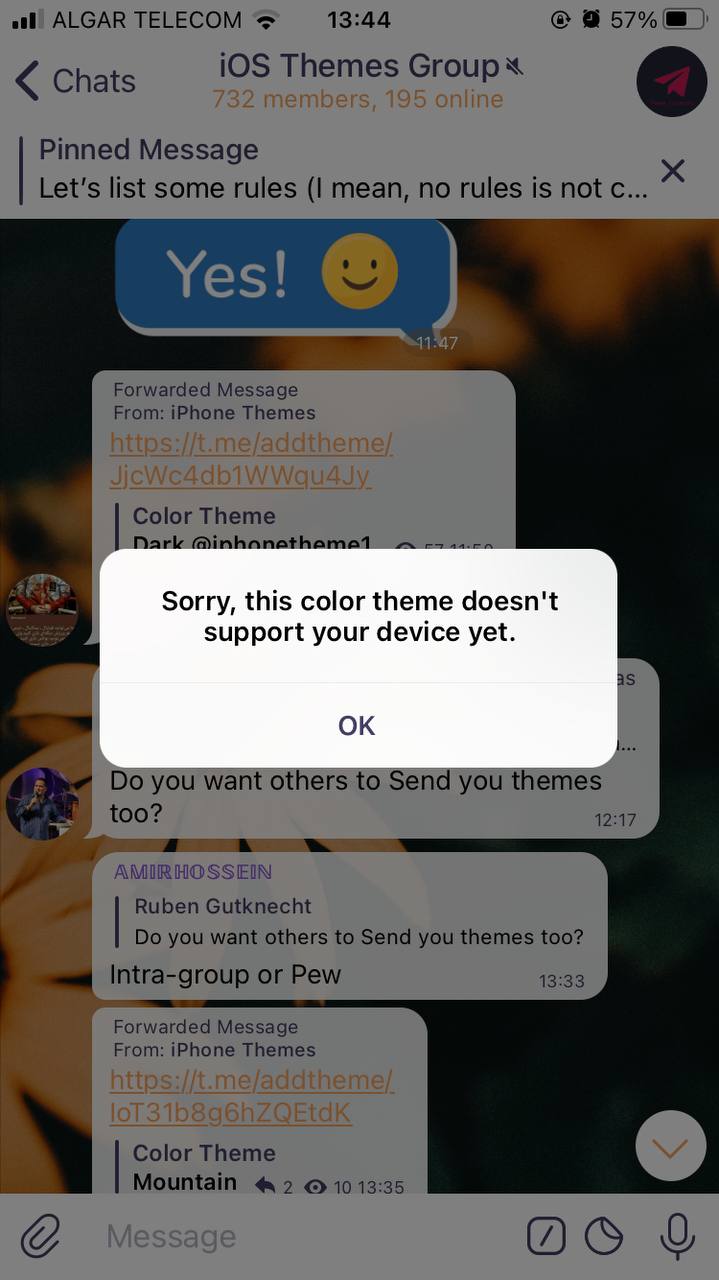 ALGAR TELECOM
13:44
57%
Chats
iOS Themes Group
732 members, 195 online
Pinned Message
Let’s list some rules (I mean, no rules is not c...
Yes!
11:47
Forwarded Message
From: iPhone Themes
https://t.me/addtheme/
JjcWc4db1WWqu4Jy
Color Theme
Dark @iphonetheme1
57 11:50
Sorry, this color theme doesn't
support your device yet.
OK
as
...
Do you want others to Send you themes
too?
12:17
𝔸𝕄𝕀ℝℍ𝕆𝕊𝕊𝔼𝕀ℕ
Ruben Gutknecht
Do you want others to Send you themes too?
Intra-group or Pew
13:33
Forwarded Message
From: iPhone Themes
https://t.me/addtheme/
IoT31b8g6hZQEtdK
Color Theme
Mountain
2
10 13:35
Message